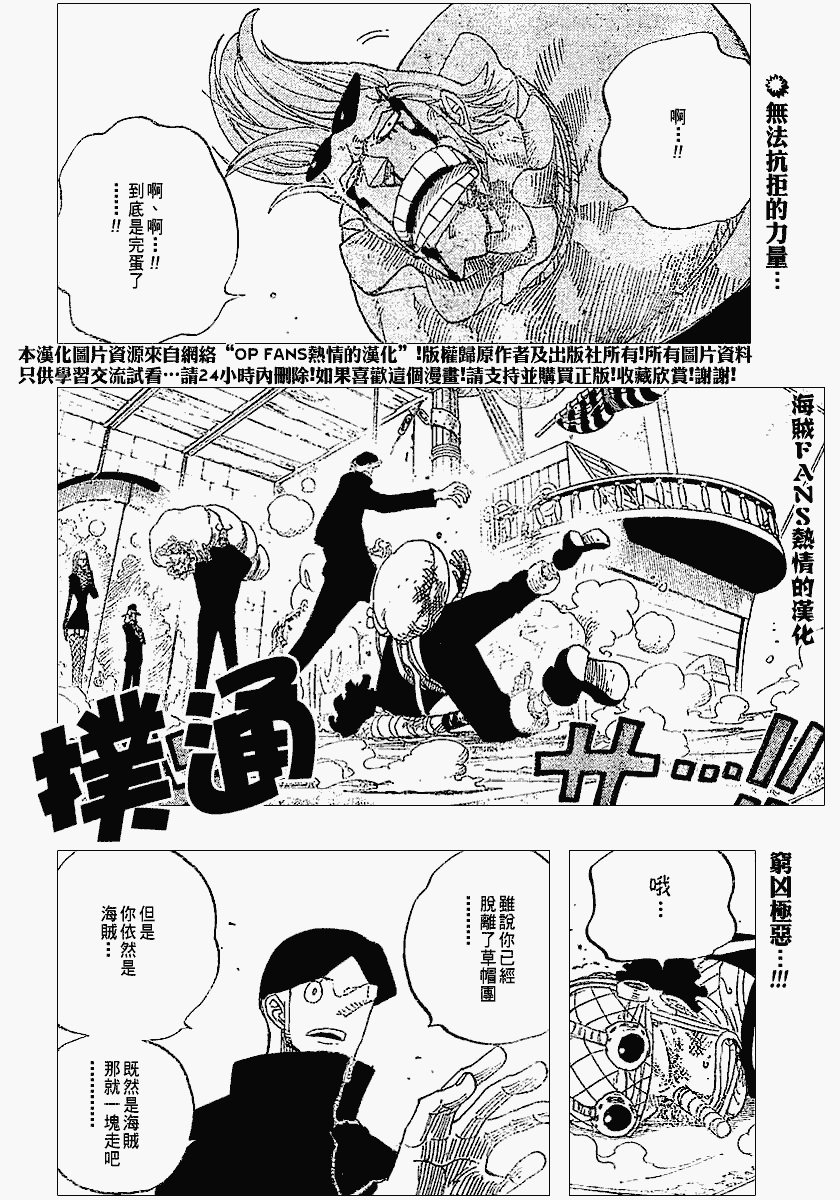 無法抗拒的力量…
啊…!!
啊、啊…!!
到底是完蛋了
……!!
本漢化圖片資源來自網絡“OP FANS熱情的漢化”!版權歸原作者及出版社所有!所有圖片資料
只供學習交流試看…請24小時內刪除!如果喜歡這個漫畫!請支持並購買正版!收藏欣賞!謝謝!
海賊FANS熱情的漢化
撲通
サ…!!
窮凶極惡…!!!
哦…
雖說你已經
脫離了草帽團
………
但是
你依然是
海賊…
既然是海賊
那就一塊走吧
…………